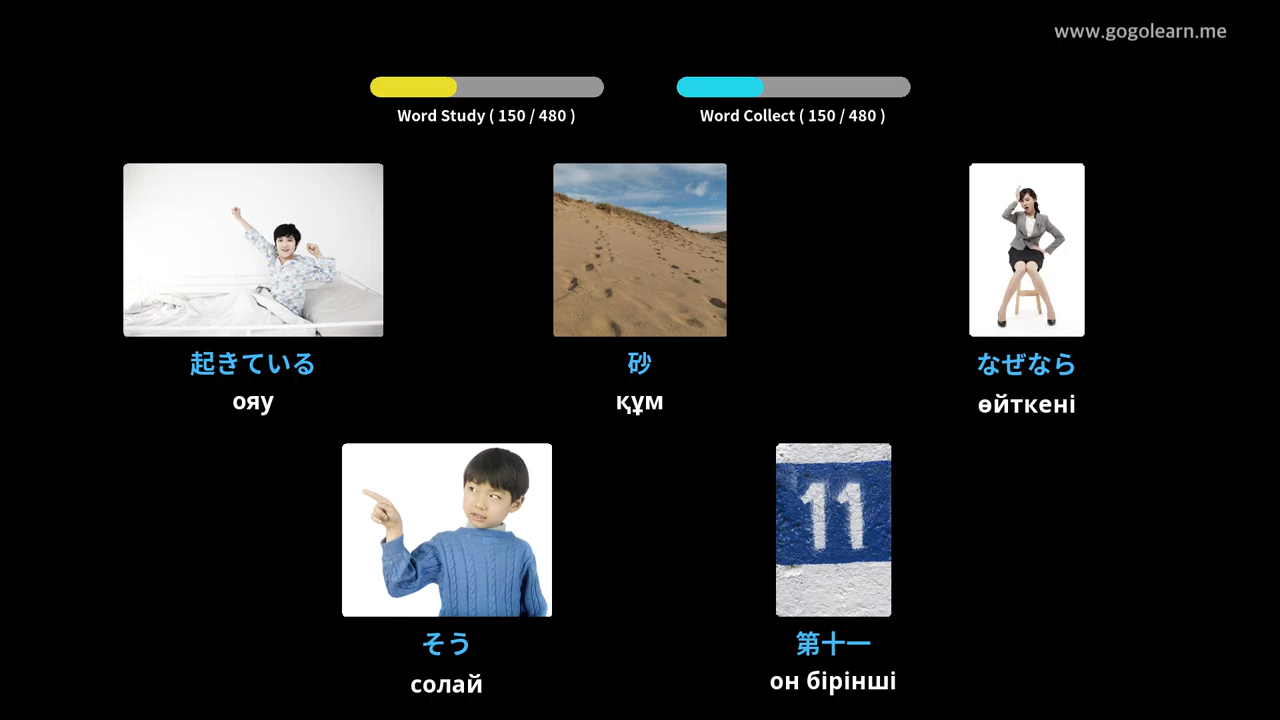 www.gogolearn.me
Word Study ( 150 / 480 )
Word Collect ( 150 / 480 )
起きている
ояу
砂
құм
なぜなら
өйткені
そう
солай
11
第十一
он бірінші